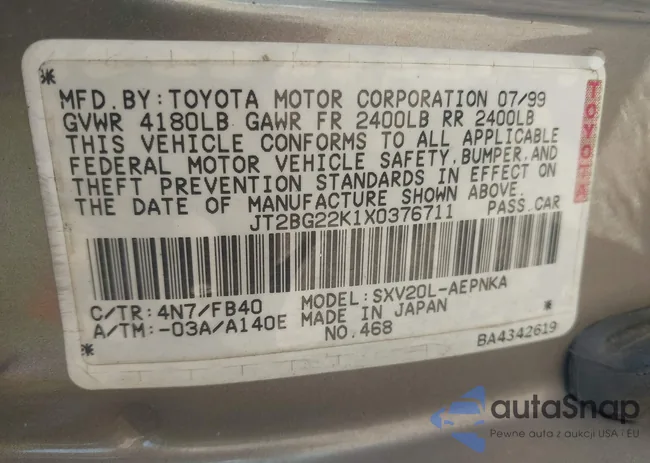 MFD. BY: TOYOTA MOTOR CORPORATION 07/99
GVWR 4180LB GAWR FR 2400LB RR 2400LB
THIS VEHICLE CONFORMS TO ALL APPLICABLE
FEDERAL MOTOR VEHICLE SAFETY, BUMPER, AND
THEFT PREVENTION STANDARDS IN EFFECT ON
THE DATE OF MANUFACTURE SHOWN ABOVE.
JT2BG22K1X0376711 PASS. CAR
TOYOTA
C/TR: 4N7/FB40 MODEL: SXV20L-AEPNKA
A/TM: -03A/A140E MADE IN JAPAN
NO. 468
BA4342619
autaSnap
Pewne auta z aukcji USA i EU